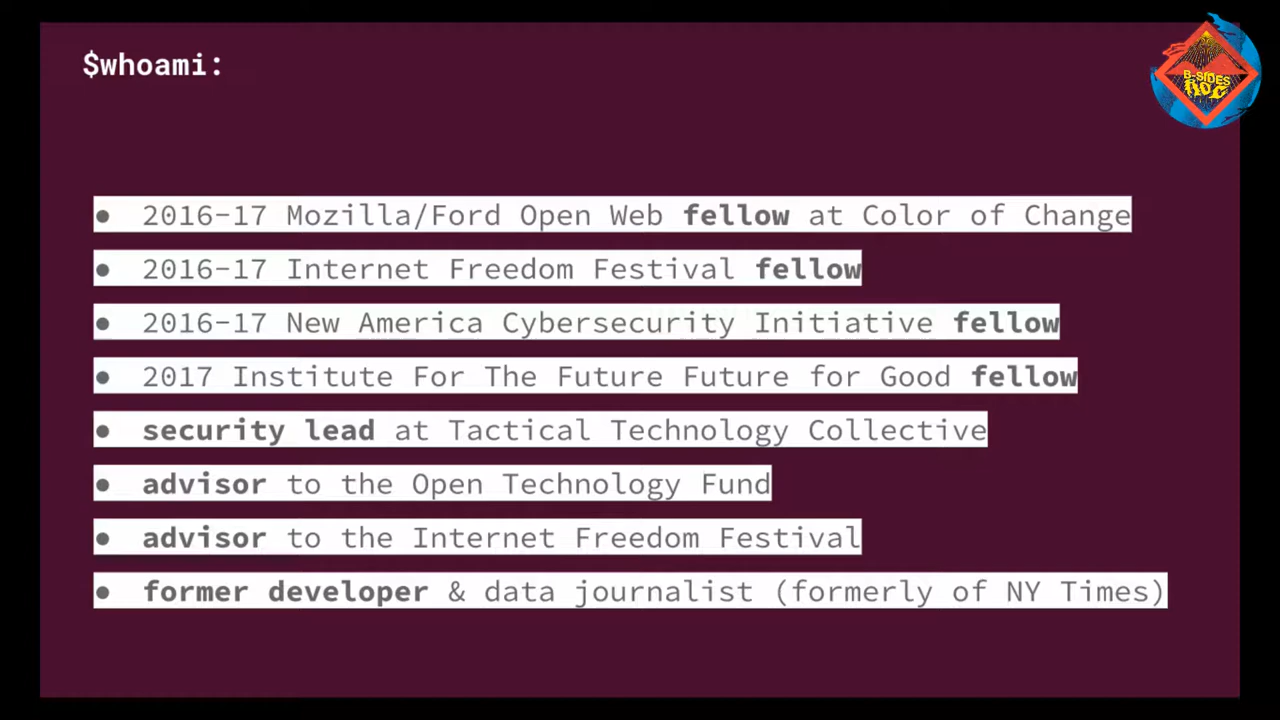 $whoami:
B-SIDES
ROC
● 2016-17 Mozilla/Ford Open Web fellow at Color of Change
● 2016-17 Internet Freedom Festival fellow
● 2016-17 New America Cybersecurity Initiative fellow
● 2017 Institute For The Future Future for Good fellow
● security lead at Tactical Technology Collective
● advisor to the Open Technology Fund
● advisor to the Internet Freedom Festival
● former developer & data journalist (formerly of NY Times)